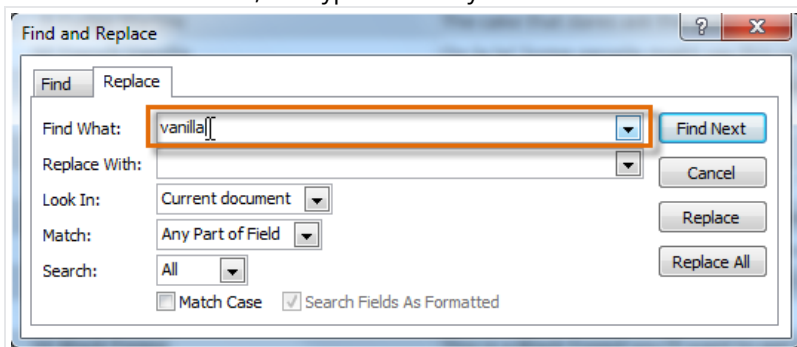 Find and Replace
Find Replace
Find What: vanilla Find Next
Replace With: Cancel
Look In: Current document
Replace
Match: Any Part of Field
Search: All Replace All
Match Case Search Fields As Formatted